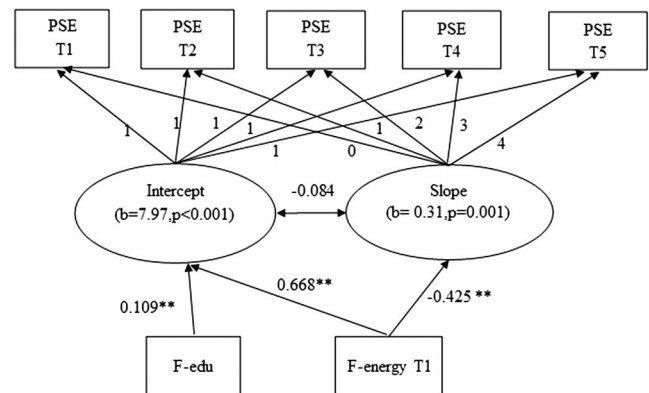 PSE PSE PSE PSE PSE
T1 T2 T3 T4 T5
1 1 1 1 1 0 1 2 3 4
Intercept
(b=7.97,p<0.001)
-0.084
Slope
(b= 0.31,p=0.001)
0.109**
0.668**
-0.425 **
F-edu
F-energy T1